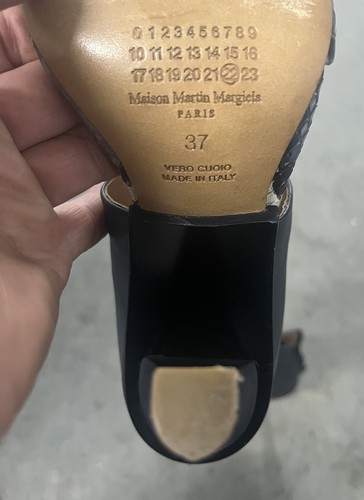 0 1 2 3 4 5 6 7 8 9
10 11 12 13 14 15 16
17 18 19 20 21 22 23
Maison Martin Margiela
PARIS
37
VERO CUOIO
MADE IN ITALY